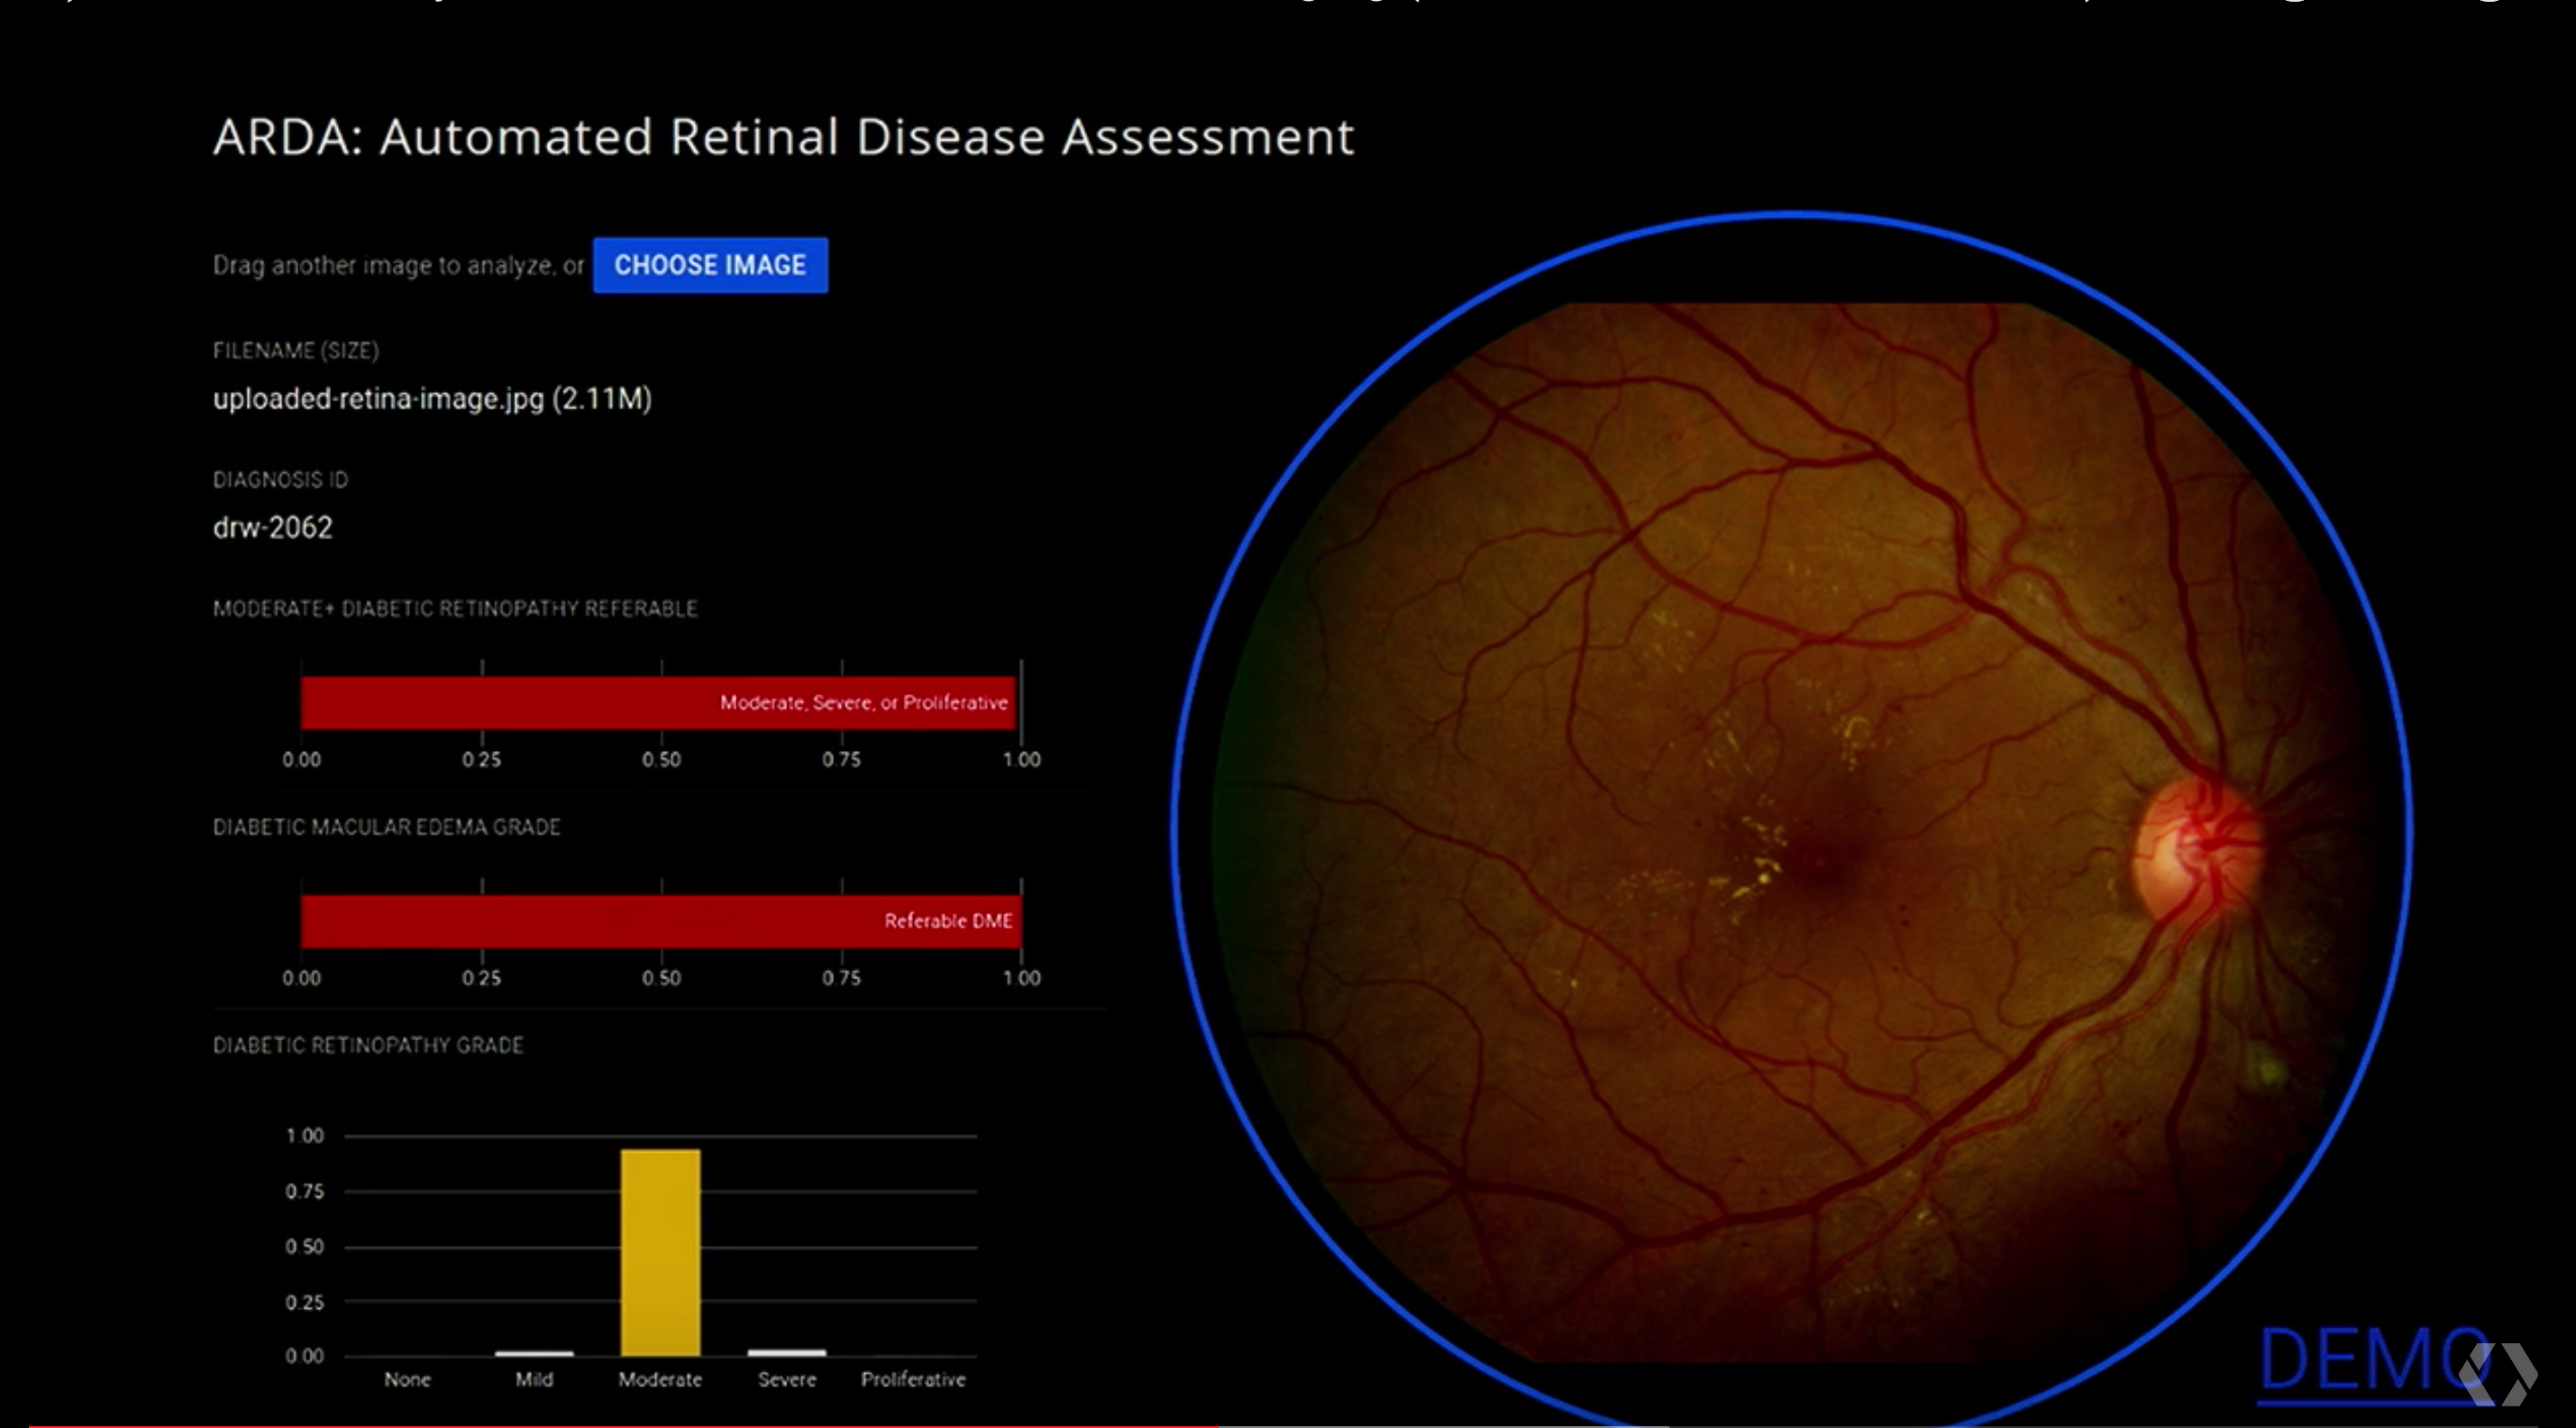 ARDA: Automated Retinal Disease Assessment
Drag another image to analyze, or CHOOSE IMAGE
FILENAME (SIZE)
uploaded-retina-image.jpg (2.11M)
DIAGNOSIS ID
drw-2062
MODERATE+ DIABETIC RETINOPATHY REFERABLE
Moderate, Severe, or Proliferative
0.00 0.25 0.50 0.75 1.00
DIABETIC MACULAR EDEMA GRADE
Referable DME
0.00 0.25 0.50 0.75 1.00
DIABETIC RETINOPATHY GRADE
1.00
0.75
0.50
0.25
0.00
None Mild Moderate Severe Proliferative
DEMO